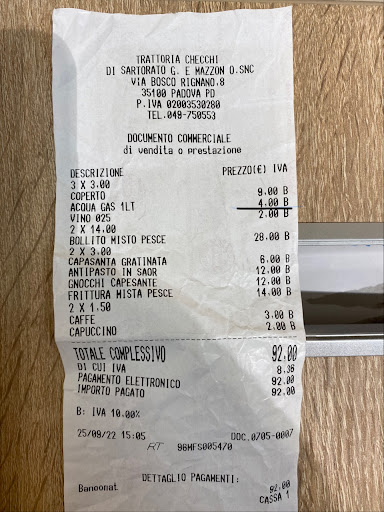 TRATTORIA CHECCHI
DI SARTORATO G. E MAZZON O.SNC
VIA BOSCO RIGNANO,8
35100 PADOVA PD
P.IVA 02003530280
TEL.049-750553
DOCUMENTO COMMERCIALE
di vendita o prestazione
DESCRIZIONE PREZZO(€) IVA
3 X 3.00
COPERTO 9.00 B
ACQUA GAS 1LT 4.00 B
VINO 025 2.00 B
2 X 14.00
BOLLITO MISTO PESCE 28.00 B
2 X 3.00
CAPASANTA GRATINATA 6.00 B
ANTIPASTO IN SAOR 12.00 B
GNOCCHI CAPESANTE 12.00 B
FRITTURA MISTA PESCE 14.00 B
2 X 1.50
CAFFE 3.00 B
CAPUCCINO 2.00 B
TOTALE COMPLESSIVO 92.00
DI CUI IVA 8.36
PAGAMENTO ELETTRONICO 92.00
IMPORTO PAGATO 92.00
B: IVA 10.00%
25/09/22 15:05 DOC.0705-0007
RT 96MFS005470
DETTAGLIO PAGAMENTI:
Bancomat 92.00
CASSA 1